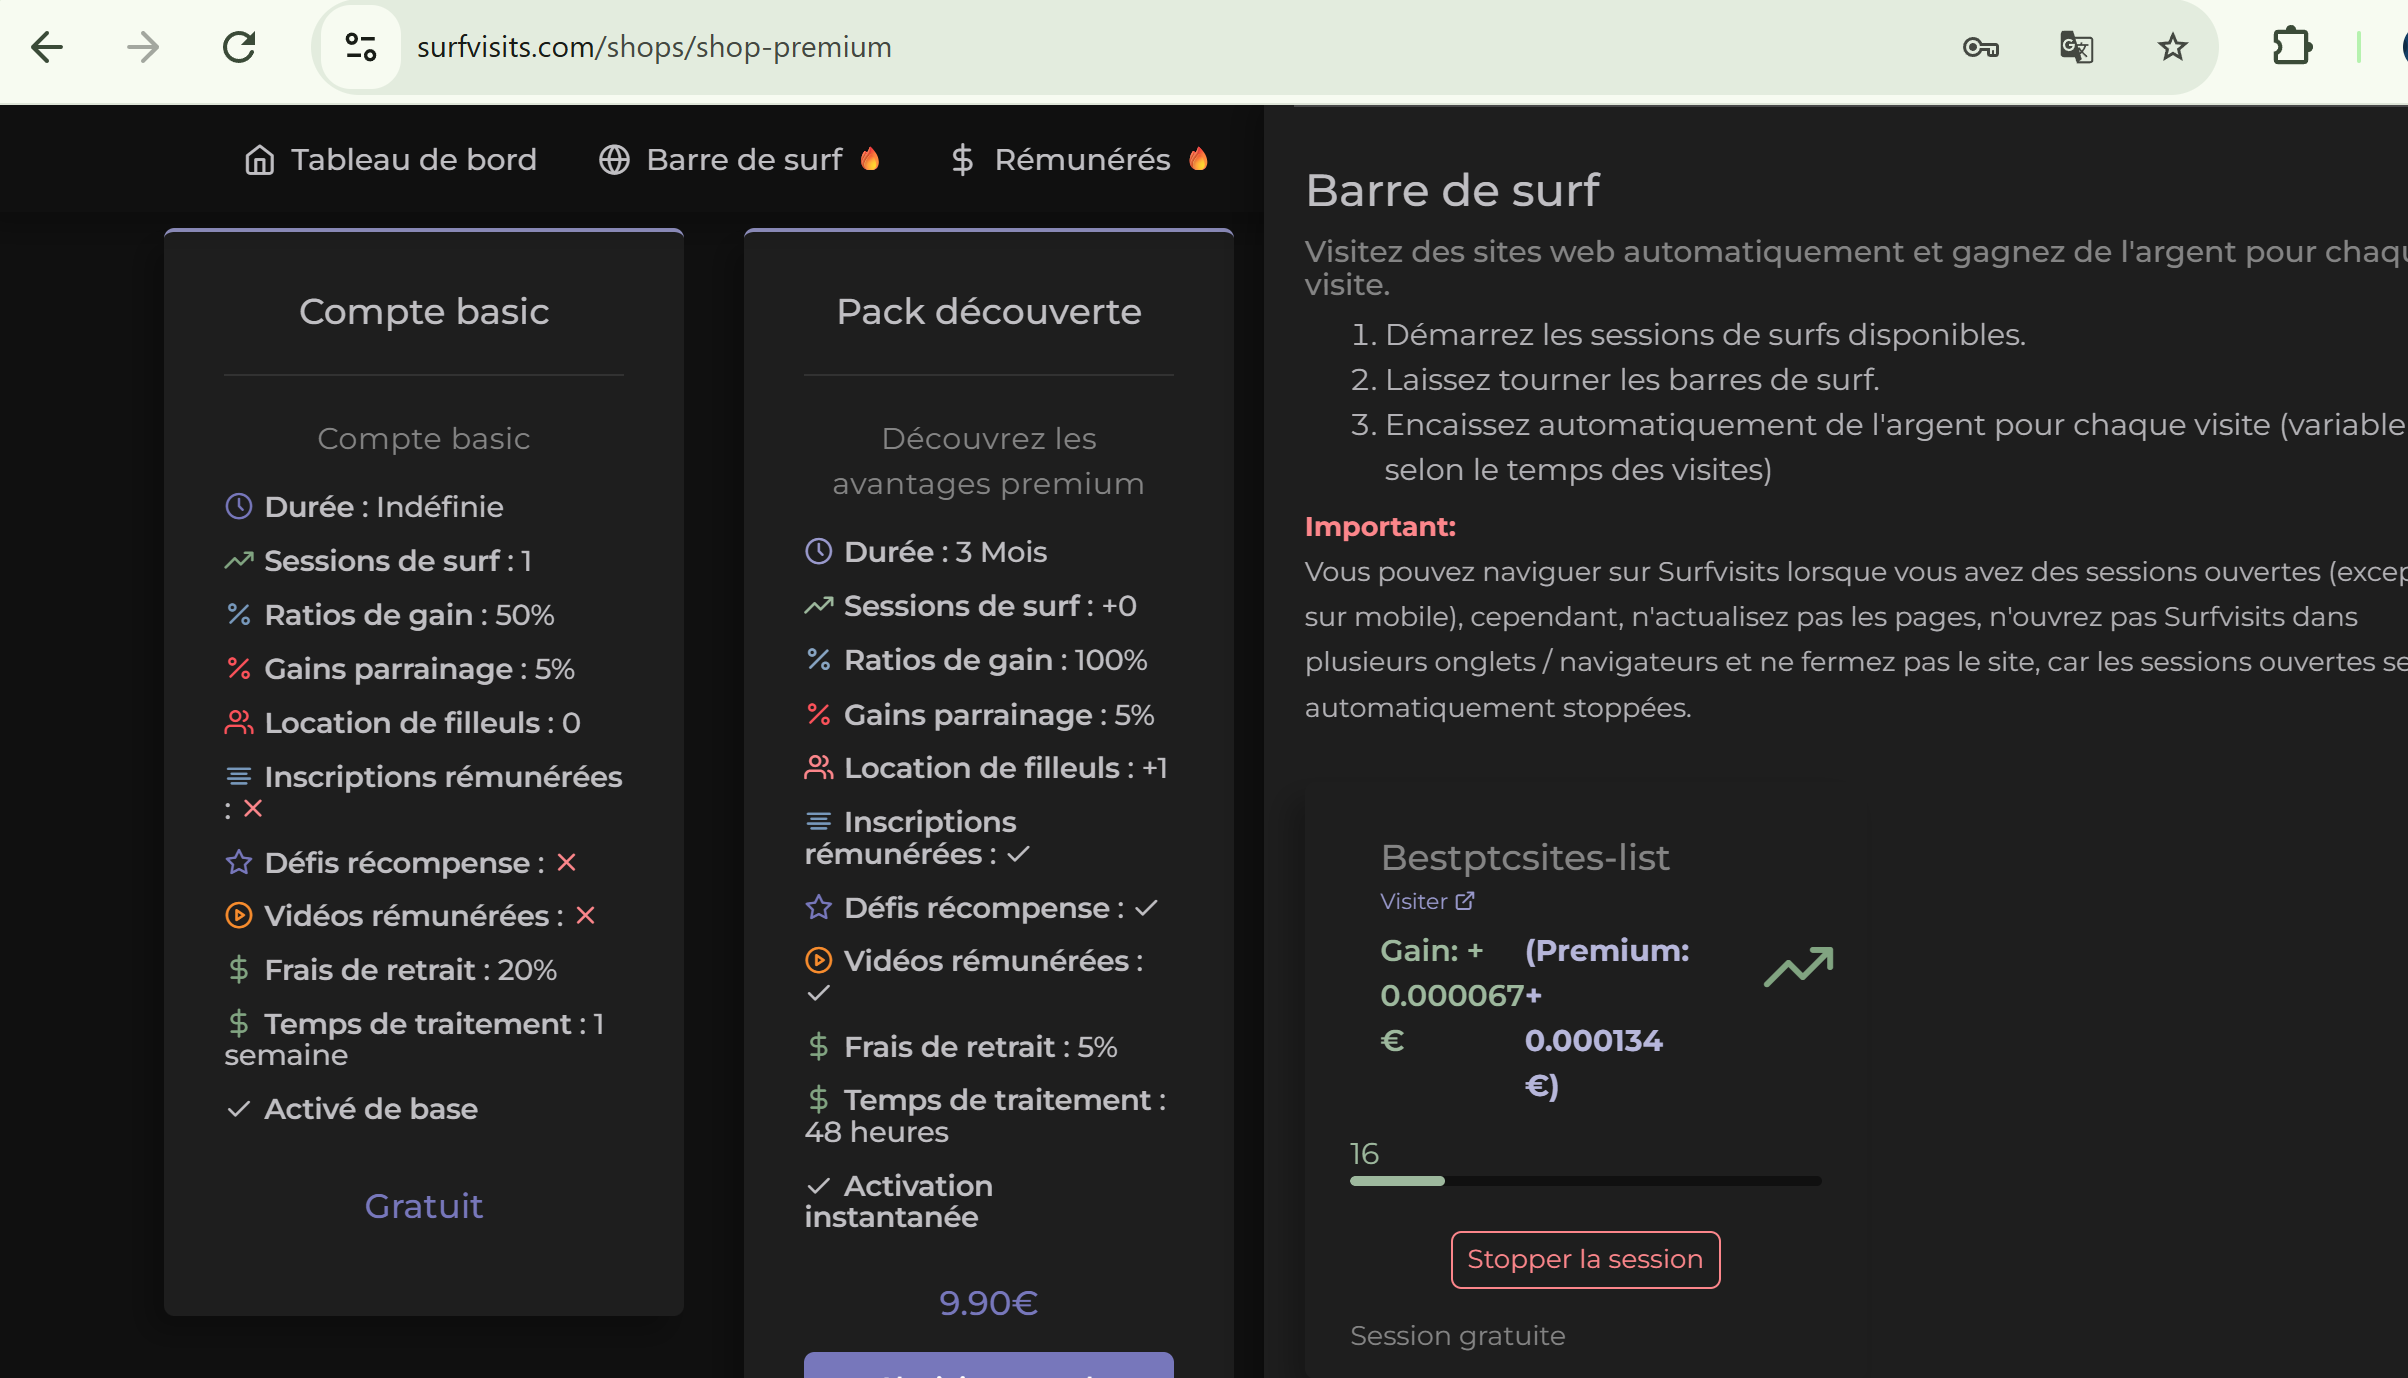 surfvisits.com/shops/shop-premium
Tableau de bord
Barre de surf
Rémunérés
Compte basic
Compte basic
Durée : Indéfinie
Sessions de surf : 1
Ratios de gain : 50%
Gains parrainage : 5%
Location de filleuls : 0
Inscriptions rémunérées
:
Défis récompense :
Vidéos rémunérées :
Frais de retrait : 20%
Temps de traitement : 1
semaine
Activé de base
Gratuit
Pack découverte
Découvrez les
avantages premium
Durée : 3 Mois
Sessions de surf : +0
Ratios de gain : 100%
Gains parrainage : 5%
Location de filleuls : +1
Inscriptions
rémunérées :
Défis récompense :
Vidéos rémunérées :
Frais de retrait : 5%
Temps de traitement :
48 heures
Activation
instantanée
9.90€
Barre de surf
Visitez des sites web automatiquement et gagnez de l'argent pour
visite.
1. Démarrez les sessions de surfs disponibles.
2. Laissez tourner les barres de surf.
3. Encaissez automatiquement de l'argent pour chaque visite (variable
selon le temps des visites)
Important:
Vous pouvez naviguer sur Surfvisits lorsque vous avez des sessions ouvertes
sur mobile), cependant, n'actualisez pas les pages, n'ouvrez pas Surfvisits dans
plusieurs onglets / navigateurs et ne fermez pas le site, car les sessions ouvertes
automatiquement stoppées.
Bestptcsites-list
Visiter
Gain: +
0.000067
€
(Premium:
+
0.000134
€)
16
Stopper la session
Session gratuite